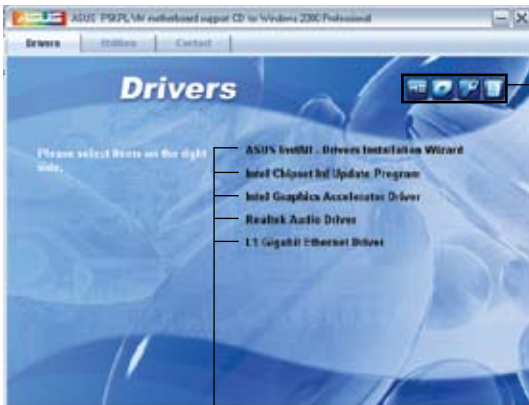 ASUS P5KPL-VM motherboard support CD for Windows 2000 Professional
Drivers Utilities Contact
Drivers
Please select items on the right side.
ASUS InstAll - Drivers Installation Wizard
Intel Chipset Inf Update Program
Intel Graphics Accelerator Driver
Realtek Audio Driver
L1 Gigabit Ethernet Driver